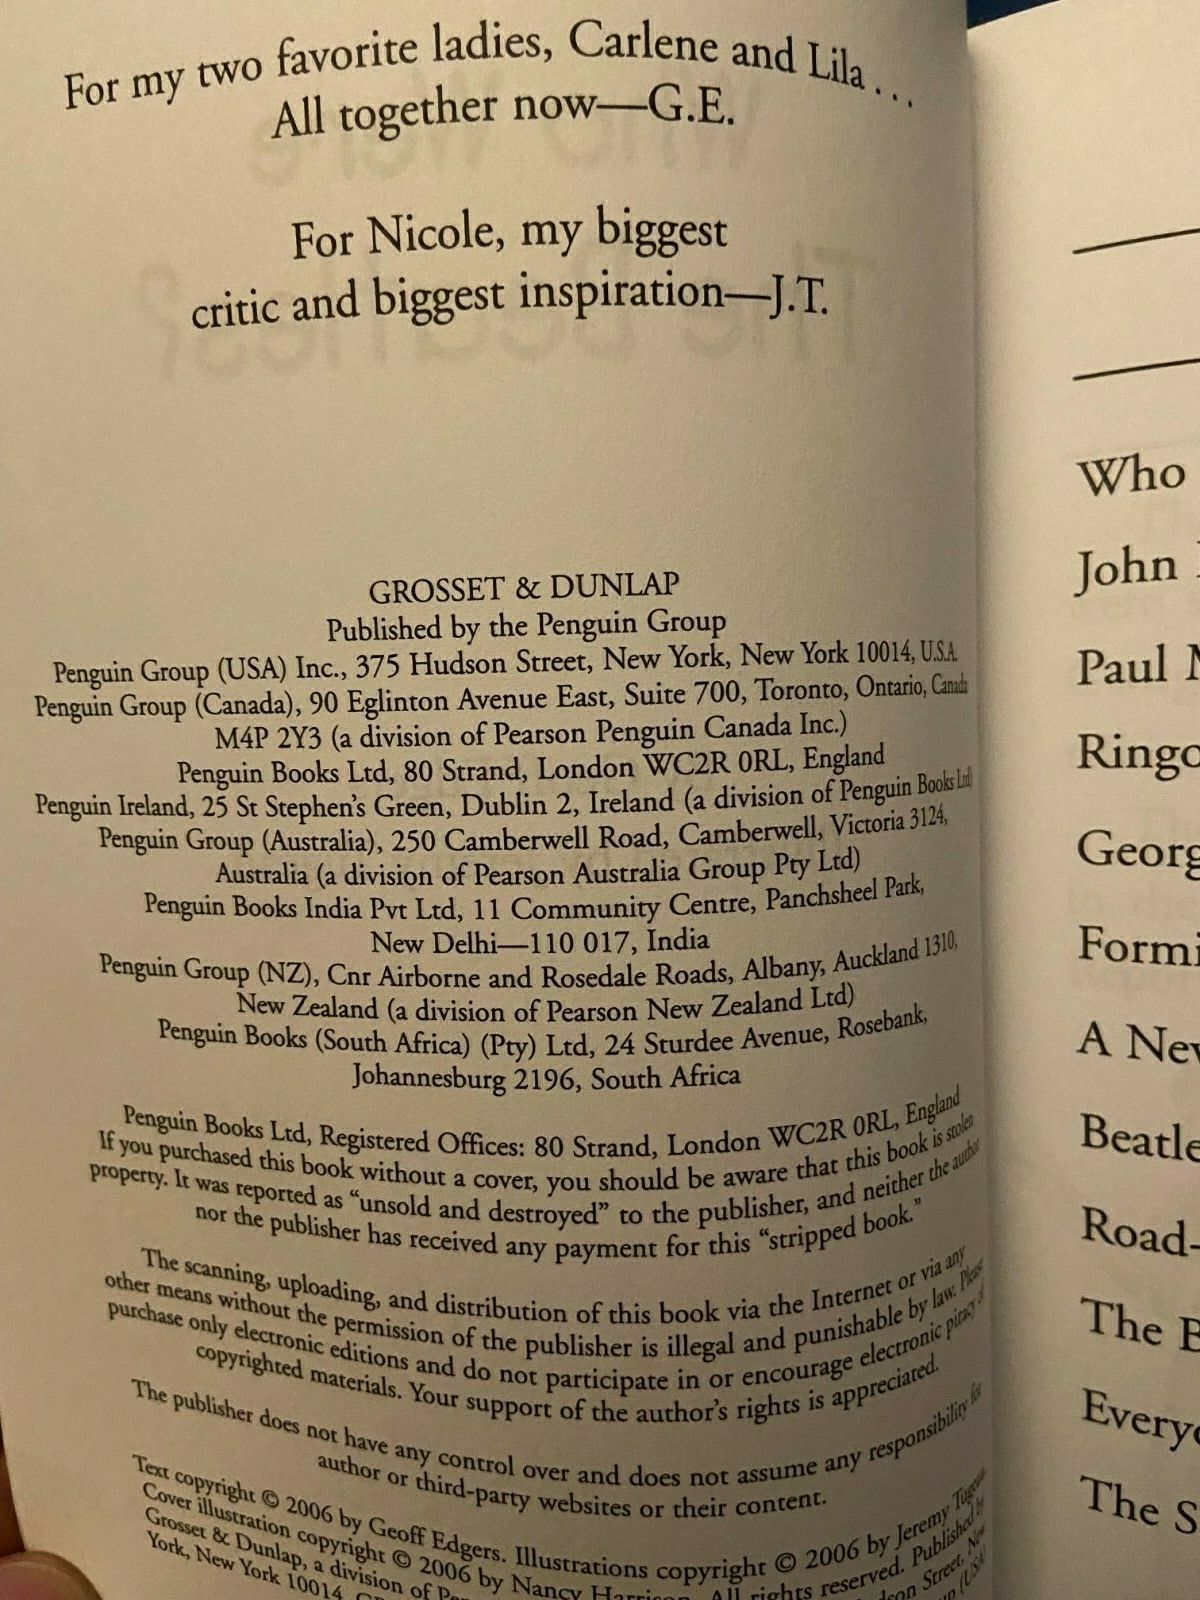 For my two favorite ladies, Carlene and Lila . . .
All together now—G.E.
For Nicole, my biggest
critic and biggest inspiration—J.T.
GROSSET & DUNLAP
Published by the Penguin Group
Penguin Group (USA) Inc., 375 Hudson Street, New York, New York 10014, U.S.A.
Penguin Group (Canada), 90 Eglinton Avenue East, Suite 700, Toronto, Ontario, Canada
M4P 2Y3 (a division of Pearson Penguin Canada Inc.)
Penguin Books Ltd, 80 Strand, London WC2R 0RL, England
Penguin Ireland, 25 St Stephen's Green, Dublin 2, Ireland (a division of Penguin Books Ltd)
Penguin Group (Australia), 250 Camberwell Road, Camberwell, Victoria 3124,
Australia (a division of Pearson Australia Group Pty Ltd)
Penguin Books India Pvt Ltd, 11 Community Centre, Panchsheel Park,
New Delhi—110 017, India
Penguin Group (NZ), Cnr Airborne and Rosedale Roads, Albany, Auckland 1310,
New Zealand (a division of Pearson New Zealand Ltd)
Penguin Books (South Africa) (Pty) Ltd, 24 Sturdee Avenue, Rosebank,
Johannesburg 2196, South Africa
Penguin Books Ltd, Registered Offices: 80 Strand, London WC2R 0RL, England
If you purchased this book without a cover, you should be aware that this book is stolen
property. It was reported as “unsold and destroyed” to the publisher, and neither the author
nor the publisher has received any payment for this “stripped book.”
The scanning, uploading, and distribution of this book via the Internet or via any
other means without the permission of the publisher is illegal and punishable by law. Please
purchase only electronic editions and do not participate in or encourage electronic piracy of
copyrighted materials. Your support of the author's rights is appreciated.
The publisher does not have any control over and does not assume any responsibility for
author or third-party websites or their content.
Text copyright © 2006 by Geoff Edgers. Illustrations copyright © 2006 by Jeremy
Cover illustration copyright © 2006 by Nancy Harrison. All rights reserved. Published by
Grosset & Dunlap, a division of Street, New
York, New York 10014.
Who
John
Paul
Ringo
Georg
Formi
A Nev
Beatle
Road-
The B
Everyo
The S